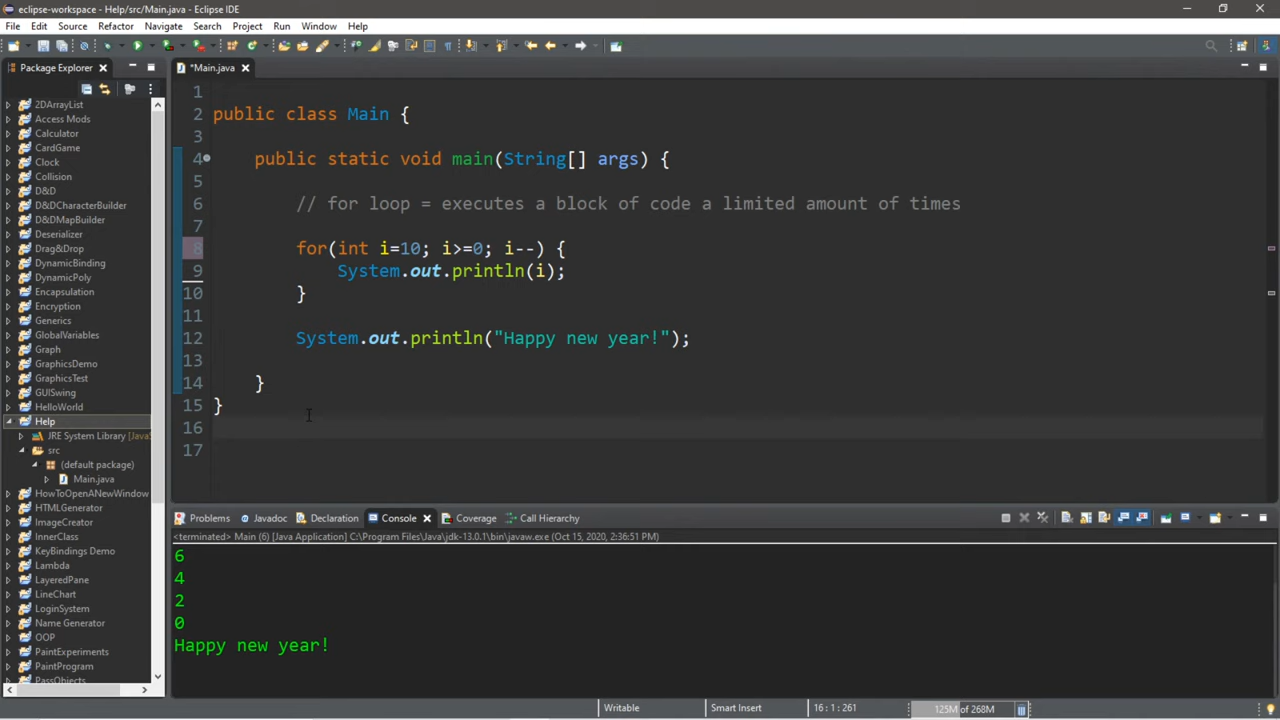 eclipse-workspace - Help/src/Main.java - Eclipse IDE
File Edit Source Refactor Navigate Search Project Run Window Help
Package Explorer
*Main.java
2DArrayList
Access Mods
Calculator
CardGame
Clock
Collision
D&D
D&DCharacterBuilder
D&DMapBuilder
Deserializer
Drag&Drop
DynamicBinding
DynamicPoly
Encapsulation
Encryption
Generics
GlobalVariables
Graph
GraphicsDemo
GraphicsTest
GUISwing
HelloWorld
Help
JRE System Library [Java
src
(default package)
Main.java
HowToOpenANewWindow
HTMLGenerator
ImageCreator
InnerClass
KeyBindings Demo
Lambda
LayeredPane
LineChart
LoginSystem
Name Generator
OOP
PaintExperiments
PaintProgram
PassObjects
1
2 public class Main {
3
4 public static void main(String[] args) {
5
6 // for loop = executes a block of code a limited amount of times
7
8 for(int i=10; i>=0; i--) {
9 System.out.println(i);
10 }
11
12 System.out.println("Happy new year!");
13
14 }
15 }
16
17
Problems Javadoc Declaration Console Coverage Call Hierarchy
<terminated> Main (6) [Java Application] C:\Program Files\Java\jdk-13.0.1\bin\javaw.exe (Oct 15, 2020, 2:36:51 PM)
6
4
2
0
Happy new year!
Writable Smart Insert 16 : 1 : 261 125M of 268M